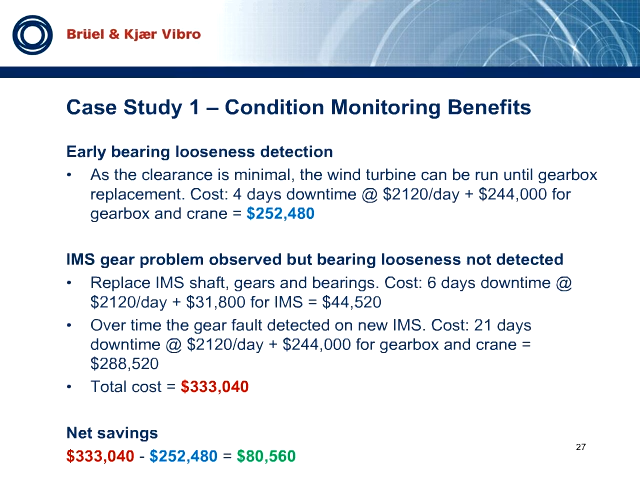 Brüel & Kjær Vibro
Case Study 1 – Condition Monitoring Benefits
Early bearing looseness detection
• As the clearance is minimal, the wind turbine can be run until gearbox
replacement. Cost: 4 days downtime @ $2120/day + $244,000 for
gearbox and crane = $252,480
IMS gear problem observed but bearing looseness not detected
• Replace IMS shaft, gears and bearings. Cost: 6 days downtime @
$2120/day + $31,800 for IMS = $44,520
• Over time the gear fault detected on new IMS. Cost: 21 days
downtime @ $2120/day + $244,000 for gearbox and crane =
$288,520
• Total cost = $333,040
Net savings
$333,040 - $252,480 = $80,560
27